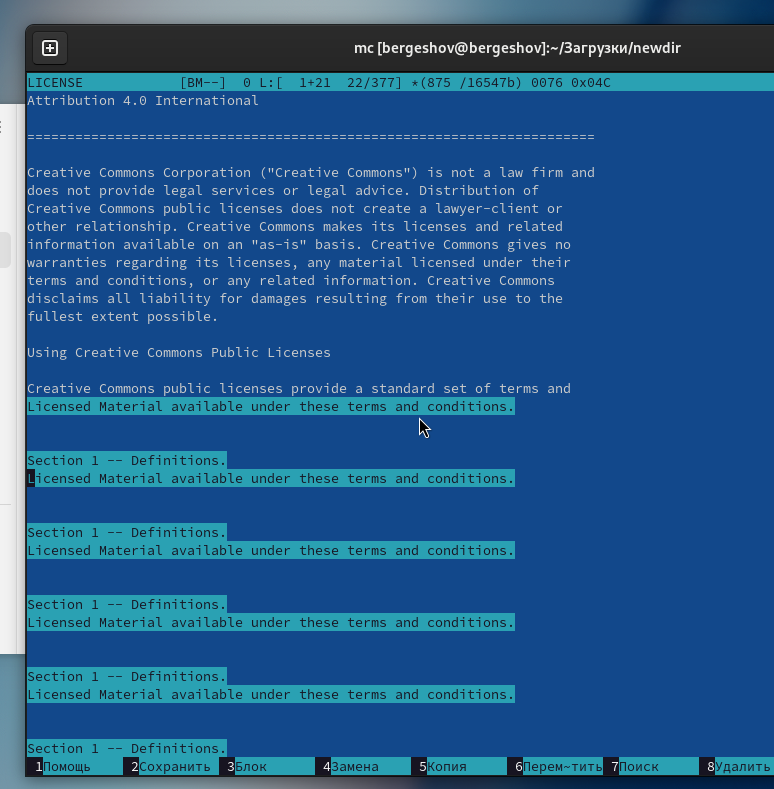 mc [bergeshov@bergeshov]:~/Загрузки/newdir
LICENSE            [BM--]  0 L:[  1+21  22/377] *(875 /16547b) 0076 0x04C
Attribution 4.0 International
=======================================================================
Creative Commons Corporation ("Creative Commons") is not a law firm and
does not provide legal services or legal advice. Distribution of
Creative Commons public licenses does not create a lawyer-client or
other relationship. Creative Commons makes its licenses and related
information available on an "as-is" basis. Creative Commons gives no
warranties regarding its licenses, any material licensed under their
terms and conditions, or any related information. Creative Commons
disclaims all liability for damages resulting from their use to the
fullest extent possible.
Using Creative Commons Public Licenses
Creative Commons public licenses provide a standard set of terms and
Licensed Material available under these terms and conditions.
Section 1 -- Definitions.
Licensed Material available under these terms and conditions.
Section 1 -- Definitions.
Licensed Material available under these terms and conditions.
Section 1 -- Definitions.
Licensed Material available under these terms and conditions.
Section 1 -- Definitions.
Licensed Material available under these terms and conditions.
Section 1 -- Definitions.
1Помощь 2Сохранить 3Блок 4Замена 5Копия 6Перем~тить 7Поиск 8Удалить